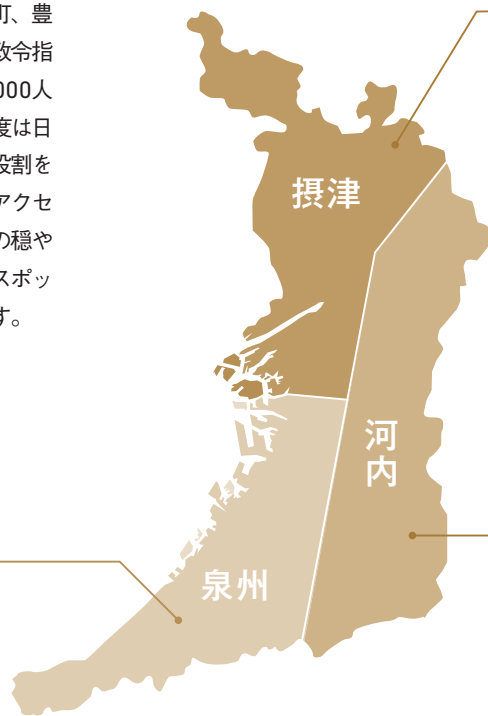 町、豊
政令指
000人
度は日
役割を
アクセ
の穏や
スポッ
す。
摂津
河内
泉州